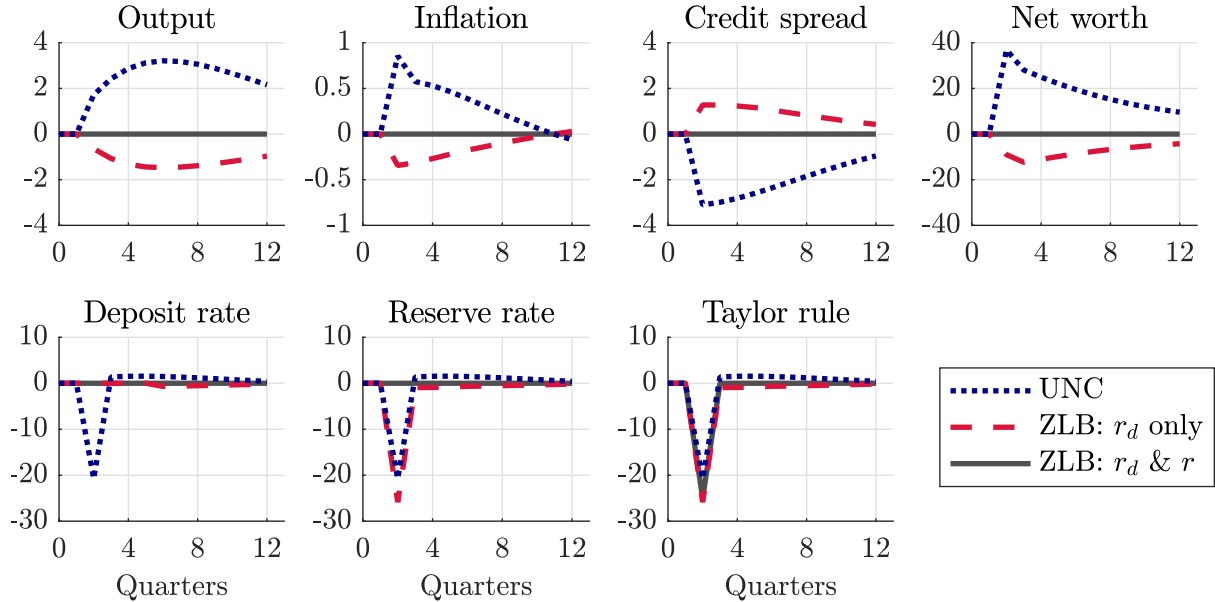 Output Inflation Credit spread Net worth
4 1 4 40
2 0.5 2 20
0 0 0 0
-2 -0.5 -2 -20
-4 -1 -4 -40
0 4 8 12 0 4 8 12 0 4 8 12 0 4 8 12
Deposit rate Reserve rate Taylor rule
10 10 10
0 0 0
-10 -10 -10
-20 -20 -20
-30 -30 -30
0 4 8 12 0 4 8 12 0 4 8 12
Quarters Quarters Quarters
UNC
ZLB: r_d only
ZLB: r_d & r